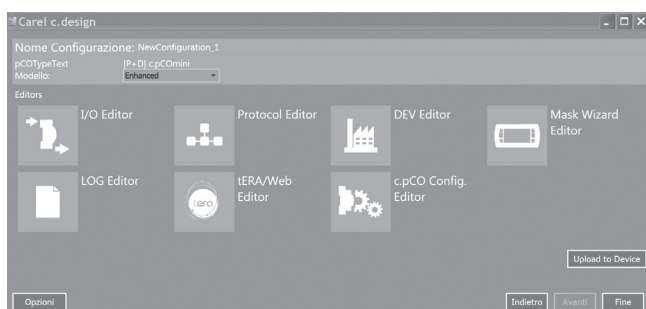 Carel c.design
Nome Configurazione: NewConfiguration_1
pCOTypeText [P+D] c.pCOmini
Modello: Enhanced
Editors
I/O Editor
Protocol Editor
DEV Editor
Mask Wizard
Editor
LOG Editor
tERA/Web
Editor
c.pCO Config.
Editor
tera
Upload to Device
Opzioni
Indietro
Avanti
Fine